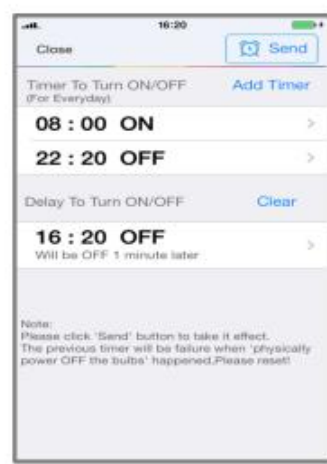 16:20
Close
Send
Timer To Turn ON/OFF
Add Timer
(For Everyday)
08 : 00 ON
22 : 20 OFF
Delay To Turn ON/OFF
Clear
16 : 20 OFF
Will be OFF 1 minute later
Note:
Please click 'Send' button to take it effect.
The previous timer will be failure when 'physically
power OFF the bulbs' happened,Please reset!